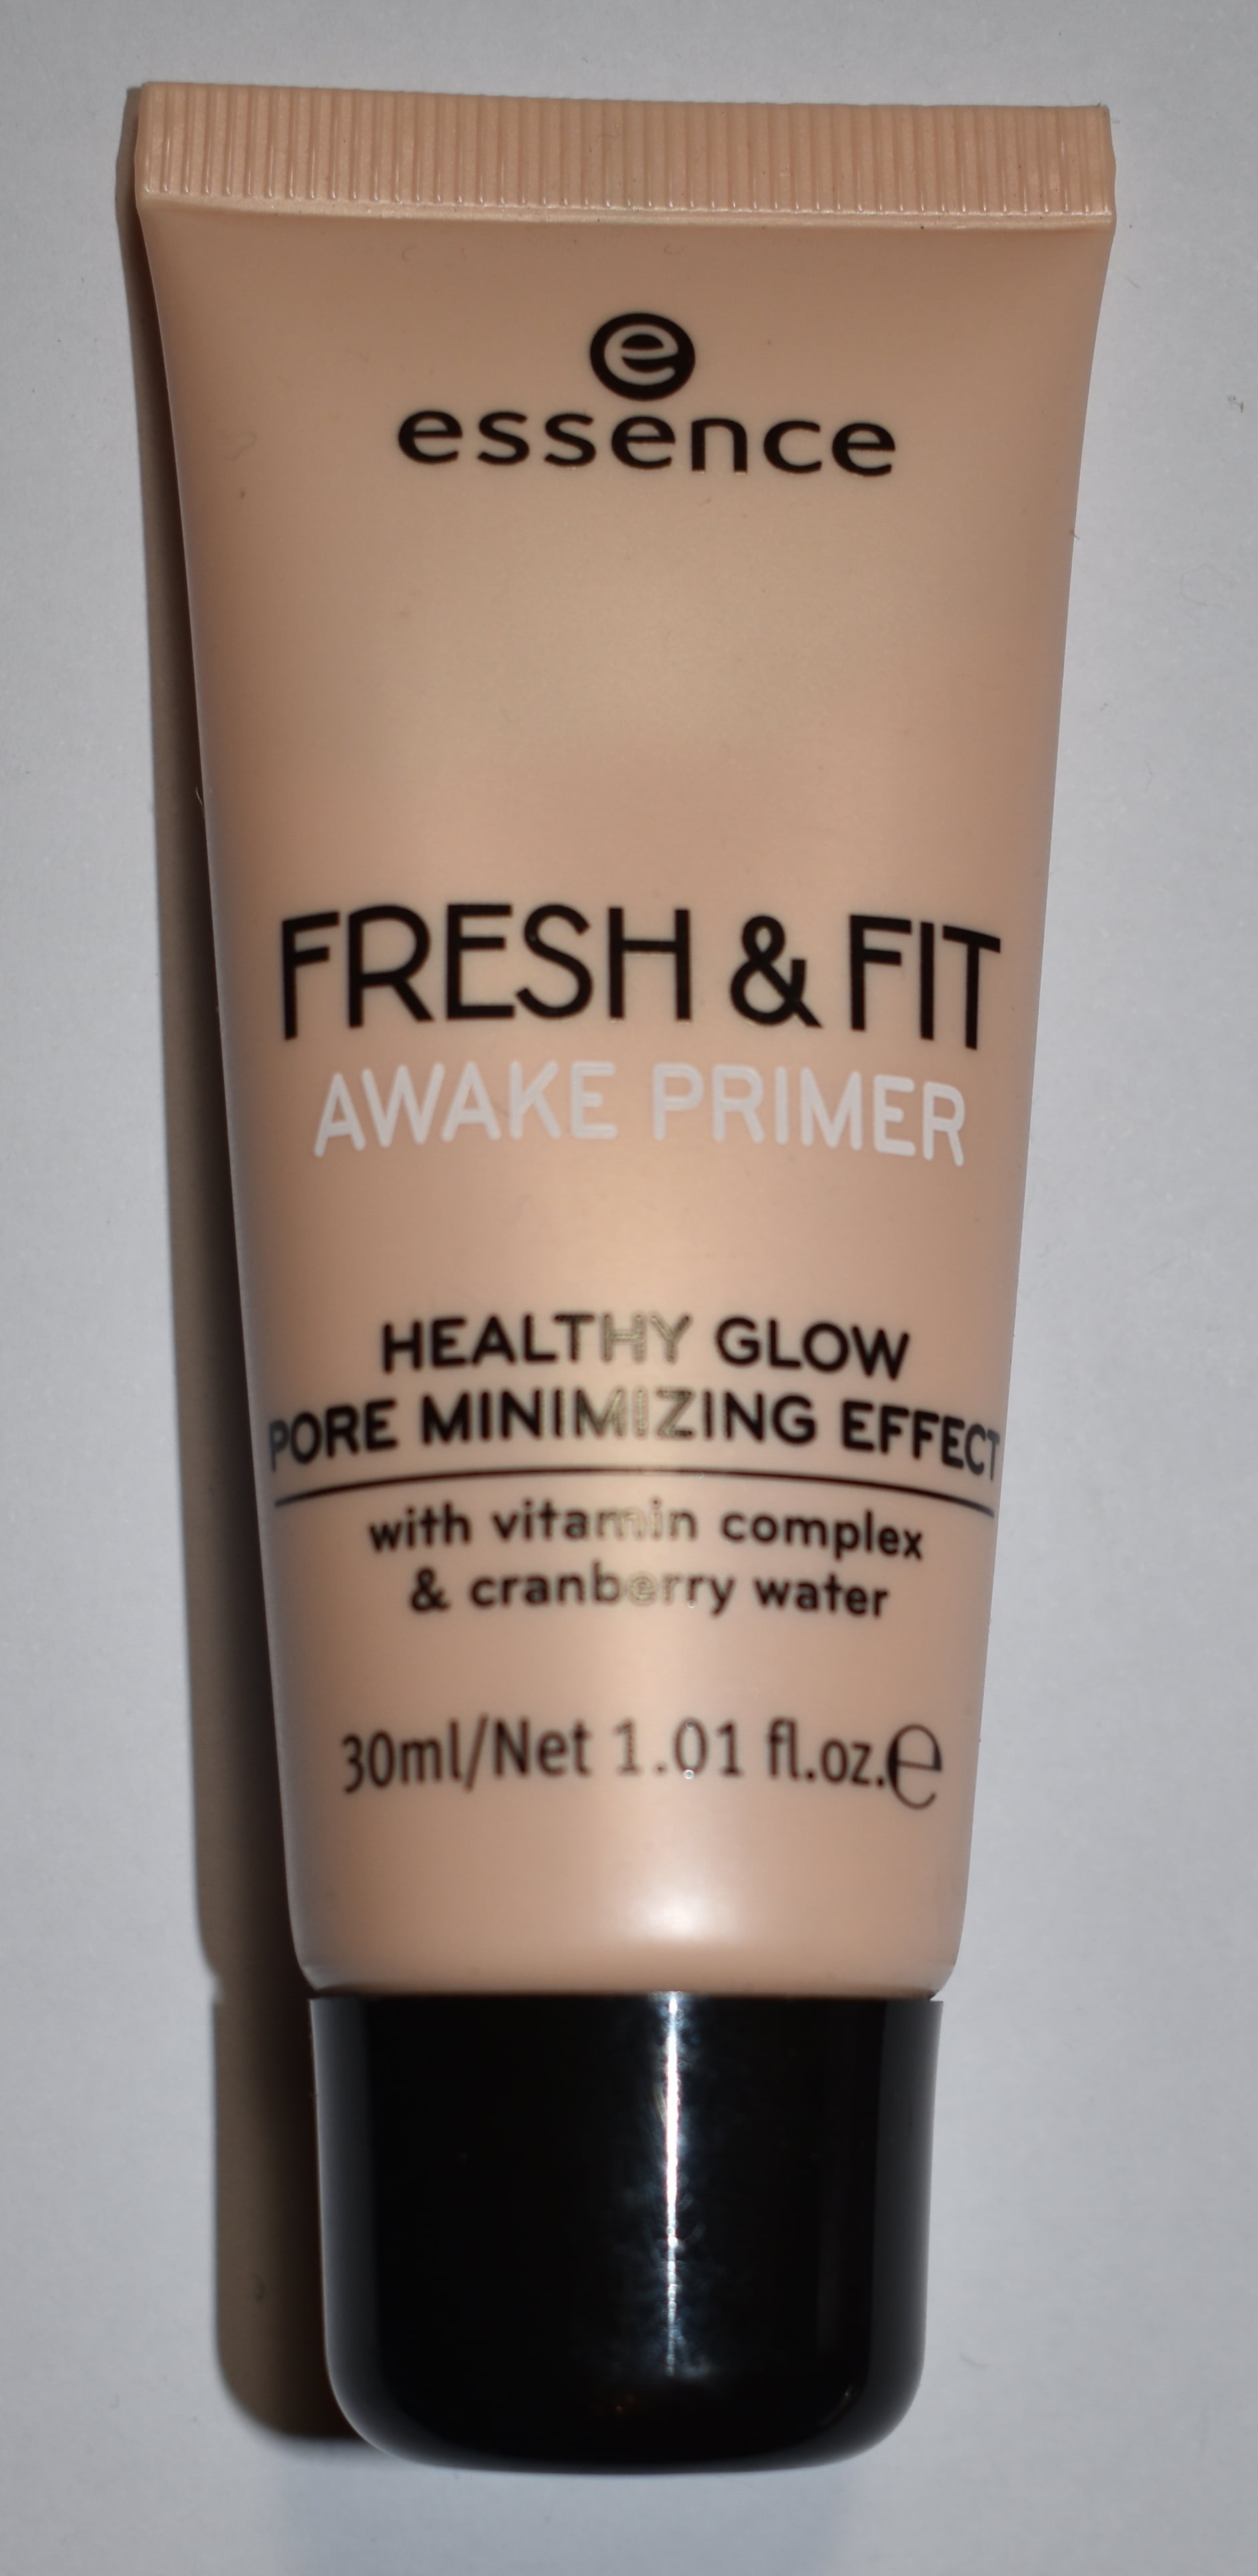 e
essence
FRESH & FIT
AWAKE PRIMER
HEALTHY GLOW
PORE MINIMIZING EFFECT
with vitamin complex
& cranberry water
30ml/Net 1.01 fl.oz.℮